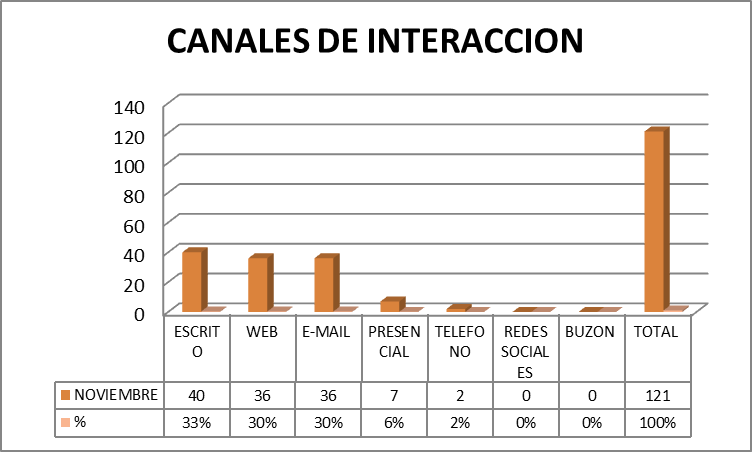 CANALES DE INTERACCION
140
120
100
80
60
40
20
0
ESCRIT
O
WEB
E-MAIL
PRESEN
CIAL
TELEFO
NO
REDES
SOCIAL
ES
BUZON
TOTAL
NOVIEMBRE 40 36 36 7 2 0 0 121
% 33% 30% 30% 6% 2% 0% 0% 100%